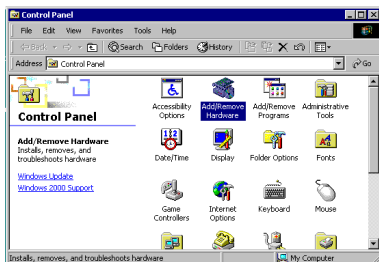 Control Panel
File Edit View Favorites Tools Help
Back Search Folders History
Address Control Panel Go
Control Panel
Add/Remove Hardware
Installs, removes, and
troubleshoots hardware
Windows Update
Windows 2000 Support
Accessibility Options
Add/Remove Hardware
Add/Remove Programs
Administrative Tools
Date/Time
Display
Folder Options
Fonts
Game Controllers
Internet Options
Keyboard
Mouse
Installs, removes, and troubleshoots hardware
My Computer